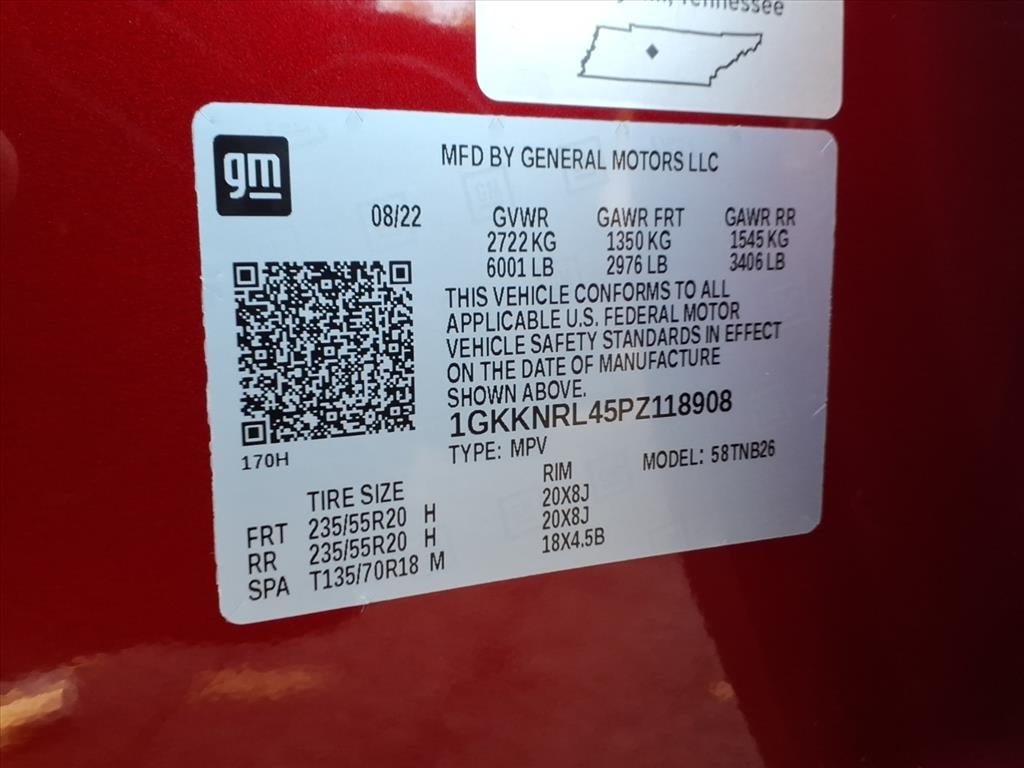 Tennessee
gm
MFD BY GENERAL MOTORS LLC
08/22 GVWR GAWR FRT GAWR RR
2722 KG 1350 KG 1545 KG
6001 LB 2976 LB 3406 LB
THIS VEHICLE CONFORMS TO ALL
APPLICABLE U.S. FEDERAL MOTOR
VEHICLE SAFETY STANDARDS IN EFFECT
ON THE DATE OF MANUFACTURE
SHOWN ABOVE.
1GKKNRL45PZ118908
170H
TYPE: MPV MODEL: 58TNB26
TIRE SIZE RIM
FRT 235/55R20 H 20X8J
RR 235/55R20 H 20X8J
SPA T135/70R18 M 18X4.5B